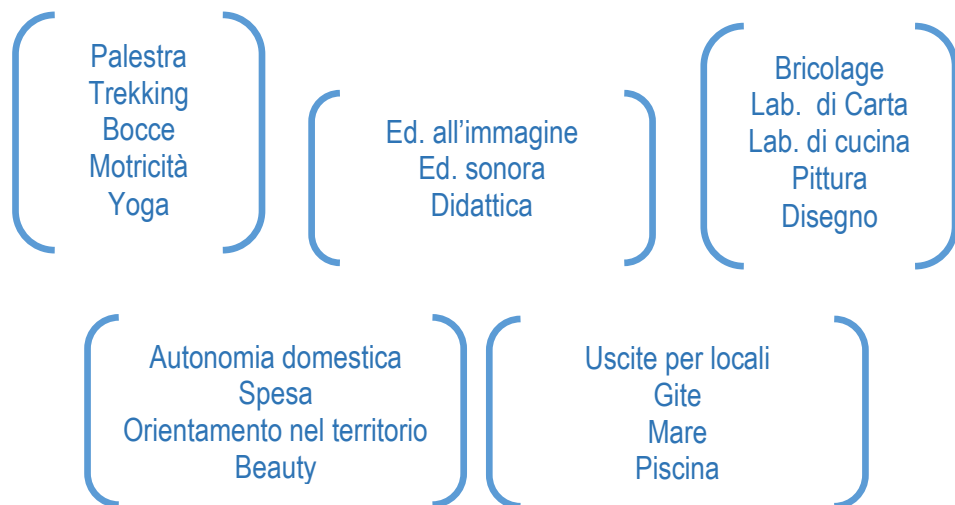 Palestra
Trekking
Bocce
Motricità
Yoga
Ed. all’immagine
Ed. sonora
Didattica
Bricolage
Lab. di Carta
Lab. di cucina
Pittura
Disegno
Autonomia domestica
Spesa
Orientamento nel territorio
Beauty
Uscite per locali
Gite
Mare
Piscina